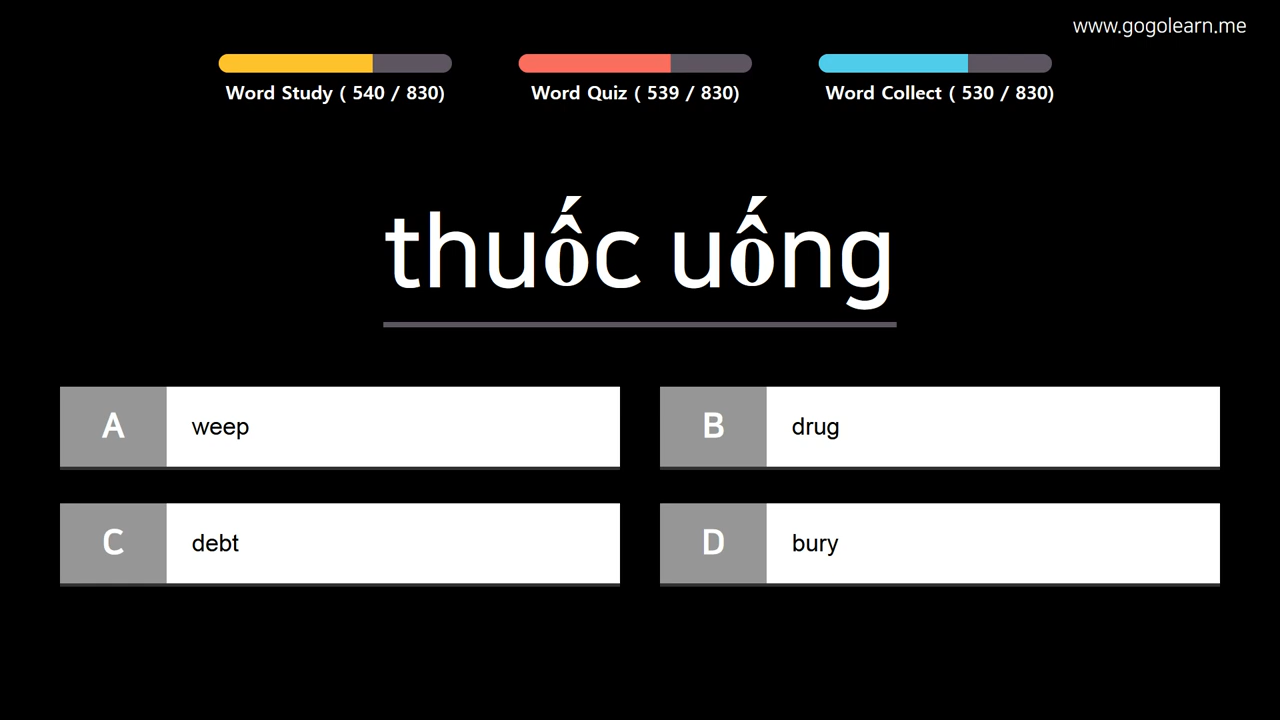 www.gogolearn.me
Word Study ( 540 / 830)
Word Quiz ( 539 / 830)
Word Collect ( 530 / 830)
thuốc uống
A weep
B drug
C debt
D bury